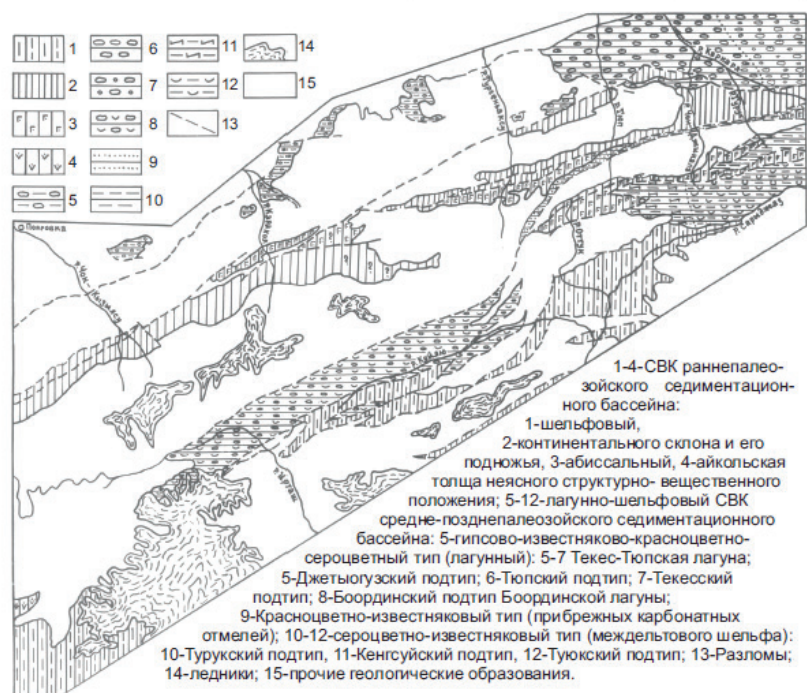 1
2
3
4
5
6
7
8
9
10
11
12
13
14
15
Поповка
р.Тюп
р.Оттук
р.Сарыджаз
р.Куйлю
1-4-СВК раннепалео-
зойского седиментацион-
ного бассейна:
1-шельфовый,
2-континентального склона и его
подножья, 3-абиссальный, 4-айкольская
толща неясного структурно- вещественного
положения; 5-12-лагунно-шельфовый СВК
средне-позднепалеозойского седиментационного
бассейна: 5-гипсово-известняково-красноцветно-
сероцветный тип (лагунный): 5-7 Текес-Тюпская лагуна;
5-Джетыогузский подтип; 6-Тюпский подтип; 7-Текесский
подтип; 8-Боординский подтип Боординской лагуны;
9-Красноцветно-известняковый тип (прибрежных карбонатных
отмелей); 10-12-сероцветно-известняковый тип (междельтового шельфа):
10-Турукский подтип, 11-Кенгсуйский подтип, 12-Туюкский подтип; 13-Разломы;
14-ледники; 15-прочие геологические образования.